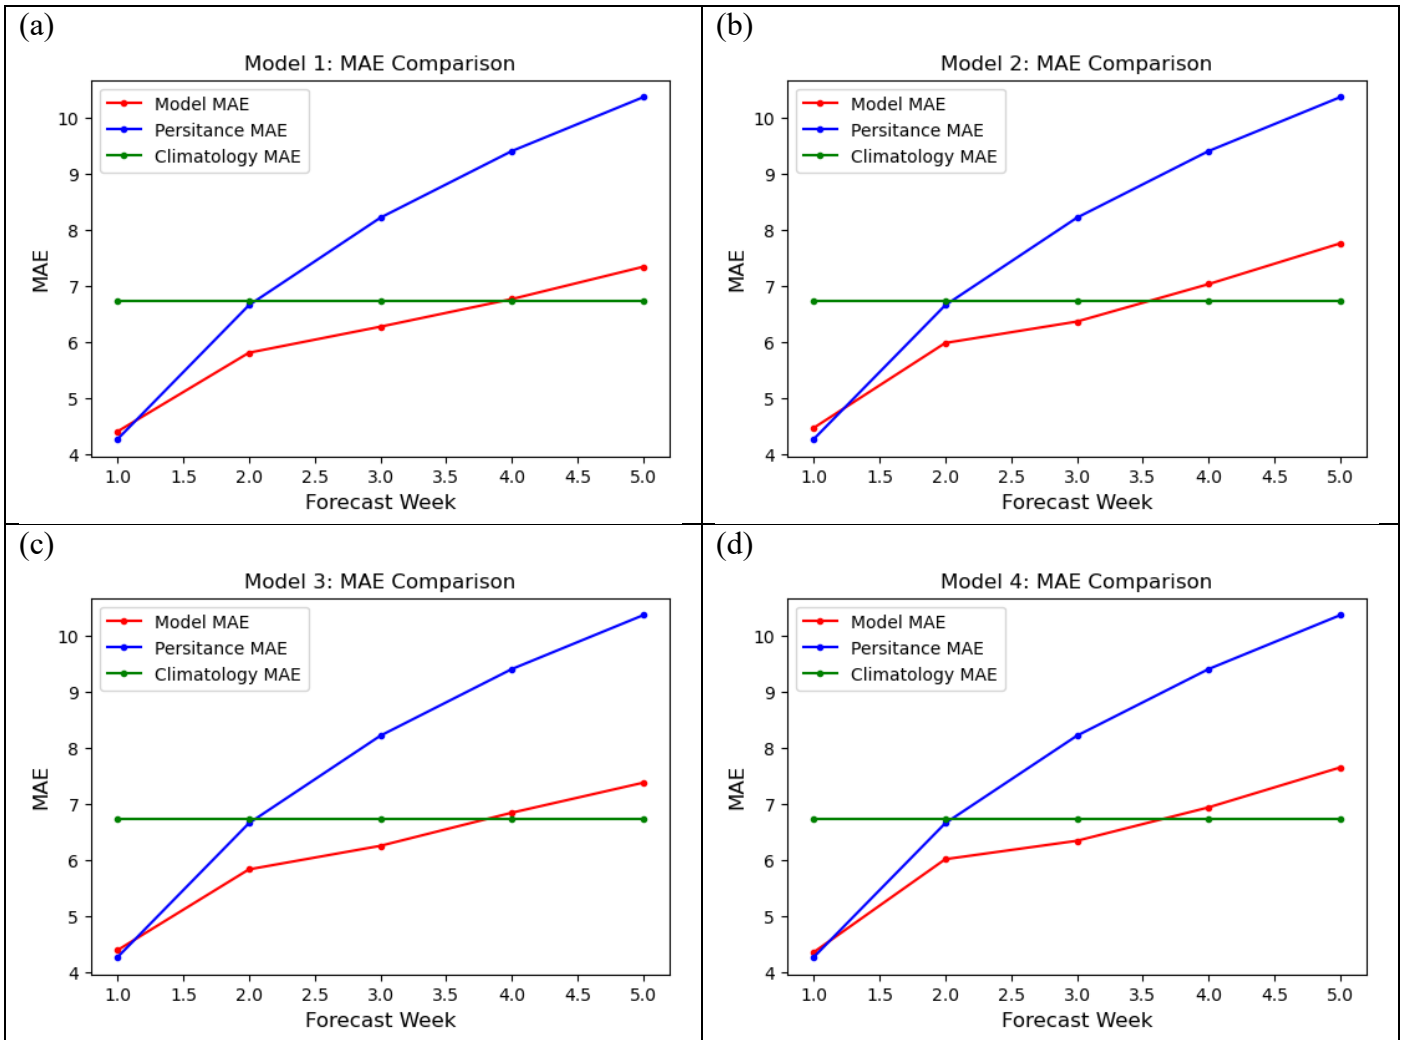 (a)
Model 1: MAE Comparison
Model MAE
Persitance MAE
Climatology MAE
MAE
10
9
8
7
6
5
4
1.0 1.5 2.0 2.5 3.0 3.5 4.0 4.5 5.0
Forecast Week
(b)
Model 2: MAE Comparison
Model MAE
Persitance MAE
Climatology MAE
MAE
10
9
8
7
6
5
4
1.0 1.5 2.0 2.5 3.0 3.5 4.0 4.5 5.0
Forecast Week
(c)
Model 3: MAE Comparison
Model MAE
Persitance MAE
Climatology MAE
MAE
10
9
8
7
6
5
4
1.0 1.5 2.0 2.5 3.0 3.5 4.0 4.5 5.0
Forecast Week
(d)
Model 4: MAE Comparison
Model MAE
Persitance MAE
Climatology MAE
MAE
10
9
8
7
6
5
4
1.0 1.5 2.0 2.5 3.0 3.5 4.0 4.5 5.0
Forecast Week